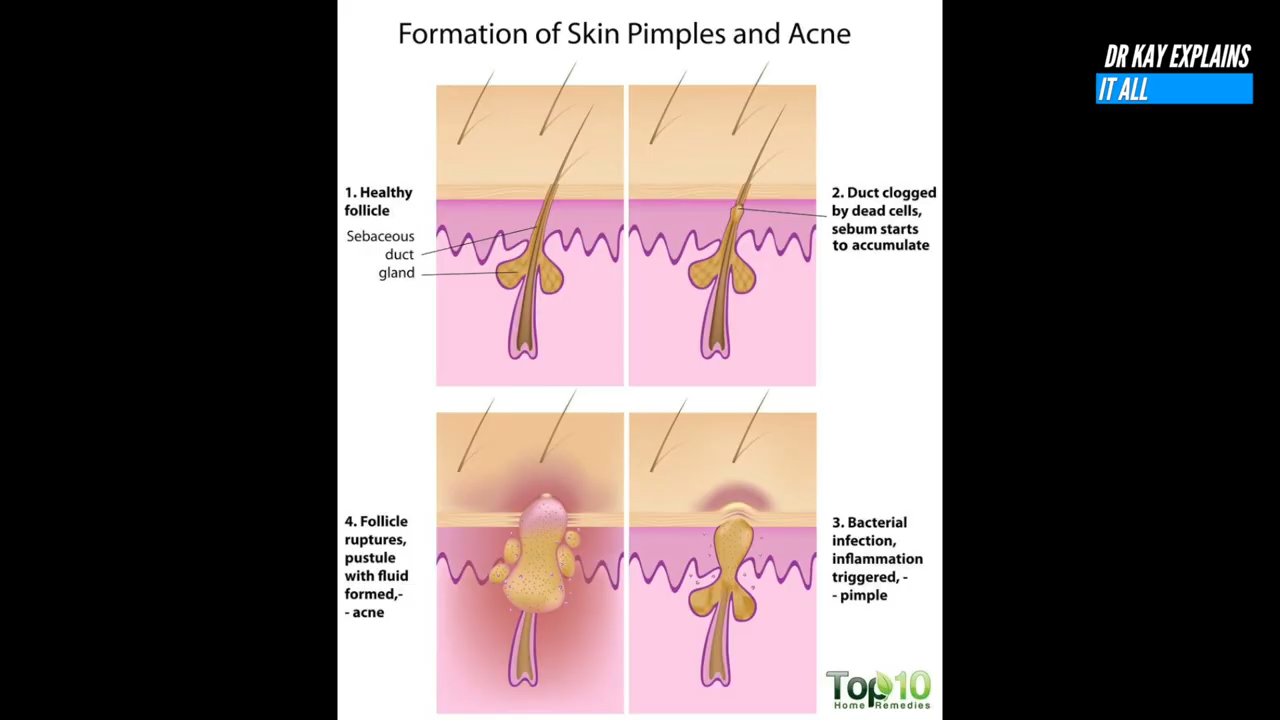 Formation of Skin Pimples and Acne
DR KAY EXPLAINS
IT ALL
1. Healthy
follicle
Sebaceous
duct
gland
2. Duct clogged
by dead cells,
sebum starts
to accumulate
4. Follicle
ruptures,
pustule
with fluid
formed,-
- acne
3. Bacterial
infection,
inflammation
triggered, -
- pimple
Top10
Home Remedies